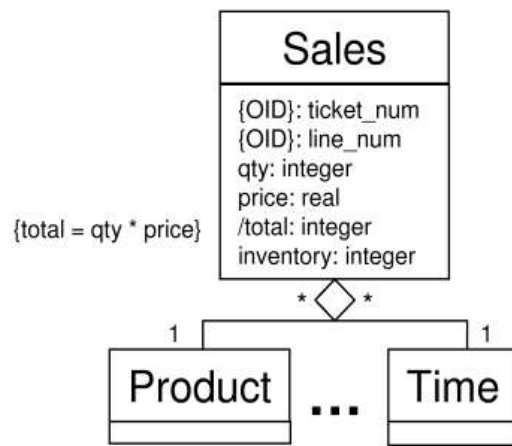 Sales
{OID}: ticket_num
{OID}: line_num
qty: integer
price: real
/total: integer
inventory: integer
{total = qty * price}
* *
1 1
Product ... Time